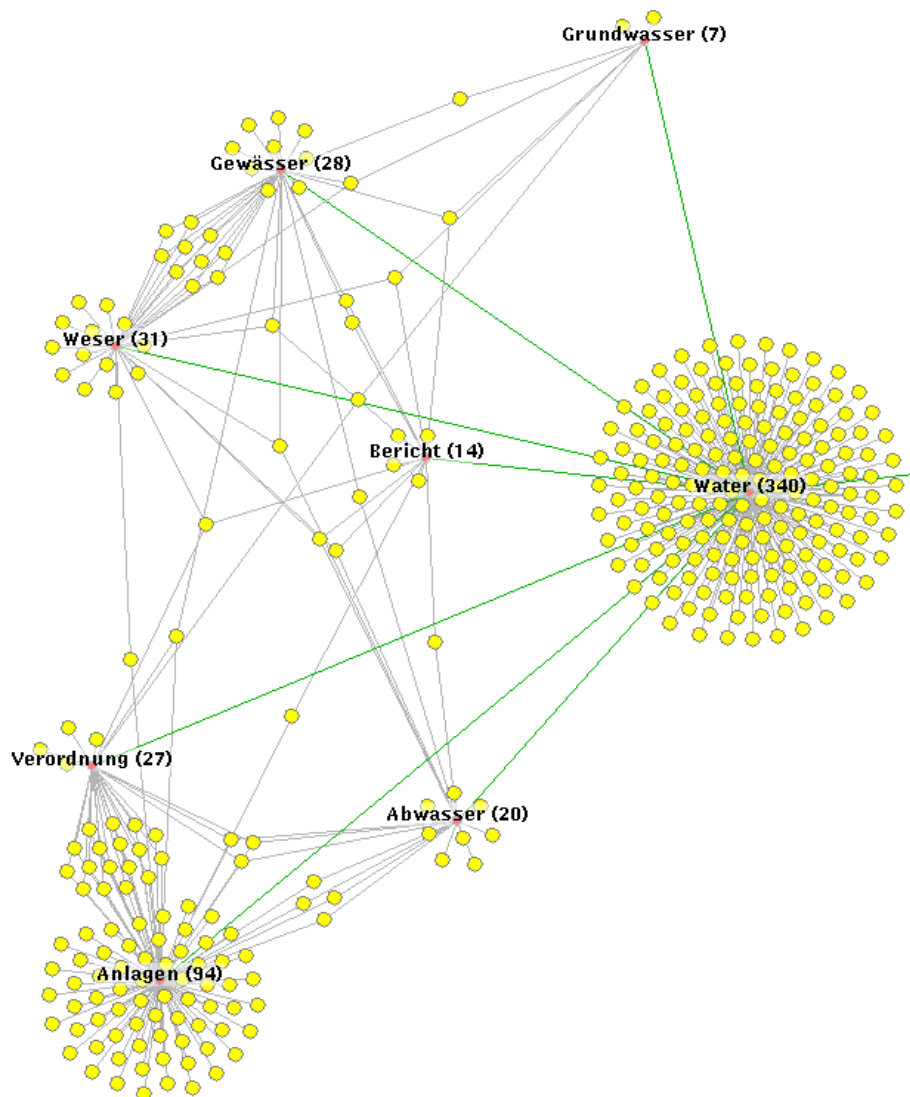 Grundwasser (7)
Gewässer (28)
Weser (31)
Bericht (14)
Water (340)
Verordnung (27)
Abwasser (20)
Anlagen (94)